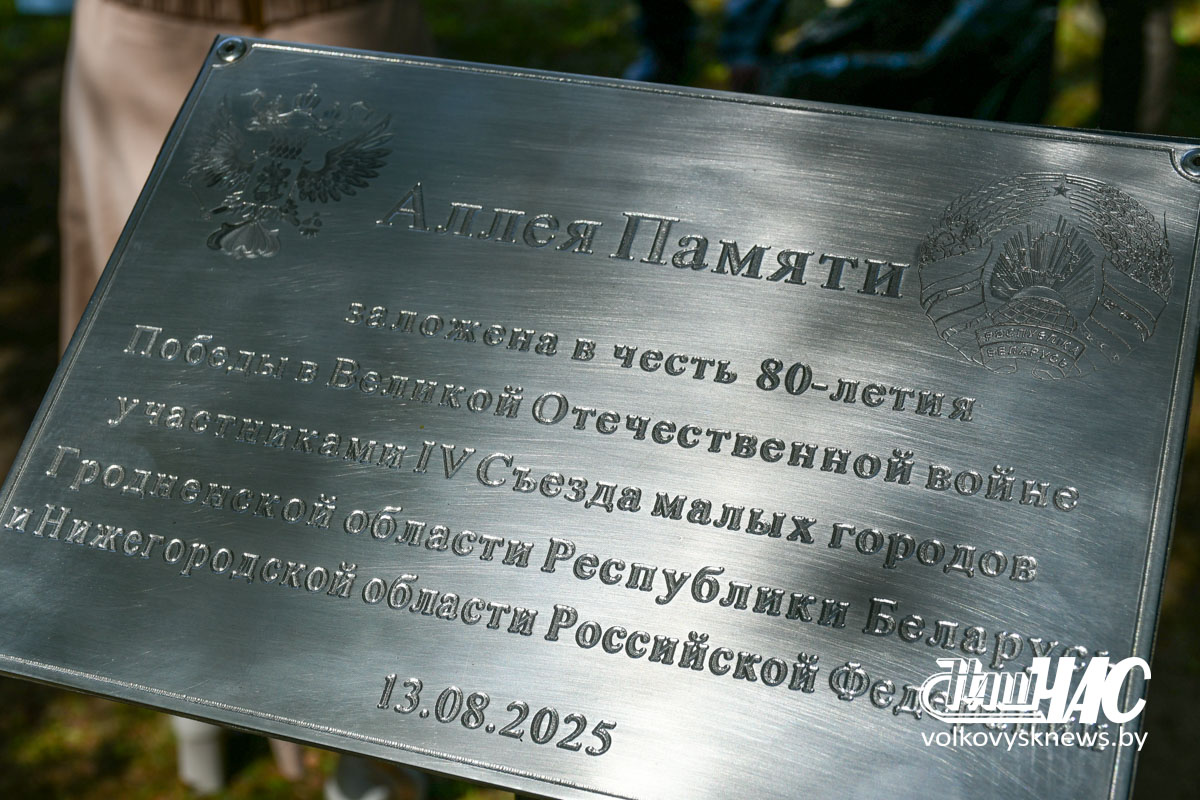 Аллея Памяти
заложена в честь 80-летия
Победы в Великой Отечественной войне
участниками IV Съезда малых городов
Гродненской области Республики Беларусь
и Нижегородской области Российской
13.08.2025
РЕСПУБЛИКА
БЕЛАРУСЬ
Наш ЧАС
volkovysknews.by